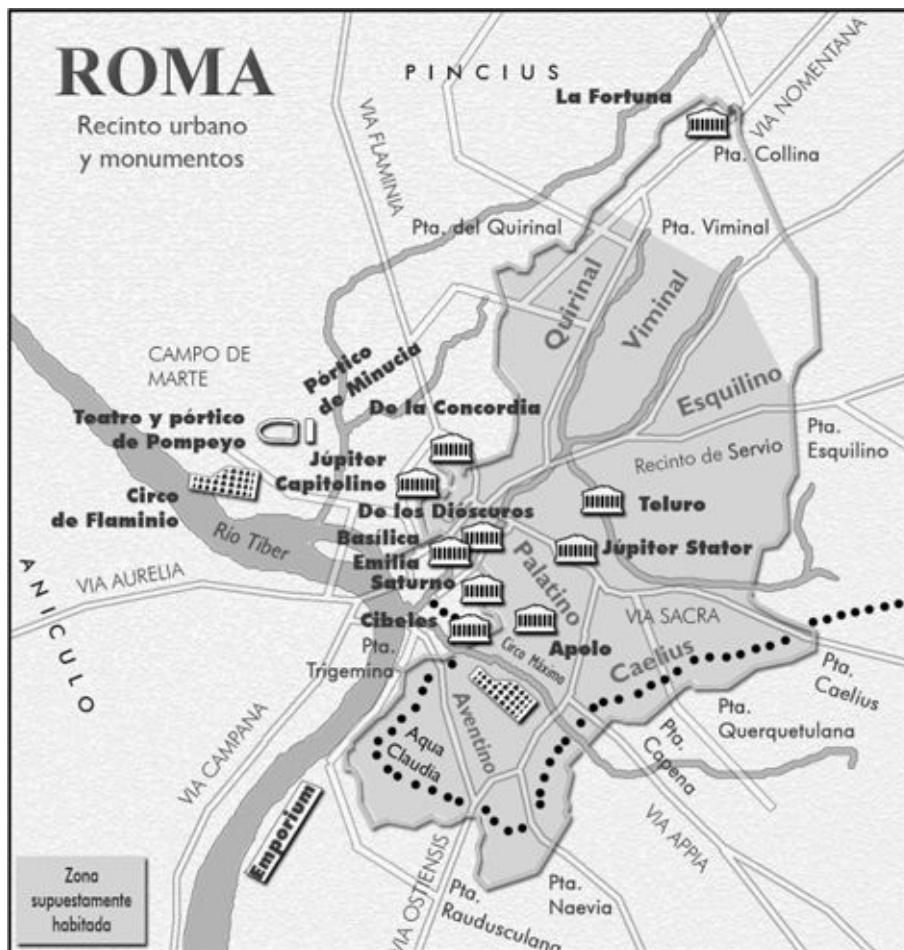 ROMA
Recinto urbano
y monumentos
PINCIUS
La Fortuna
VIA NOMENTANA
Pta. Collina
VIA FLAMINIA
Pta. del Quirinal
Pta. Viminal
Quirinal
Viminal
CAMPO DE
MARTE
Pórtico
de Minucia
Esquilino
De la Concordia
Teatro y pórtico
de Pompeyo
Pta.
Esquilino
Júpiter
Capitolino
Recinto de Servio
Circo
de Flaminio
De los Dióscuros
Teluro
Río Tiber
Basílica
Emilia
Júpiter Stator
Palatino
ANICULO
VIA AURELIA
Saturno
VIA SACRA
Cibeles
Apolo
Circo Máximo
Caelius
Pta.
Trigemina
Pta.
Caelius
Pta.
Querquetulana
Aventino
Aqua
Claudia
Pta.
Capena
VIA CAMPANA
VIA APPIA
Emporium
Zona
supuestamente
habitada
VIA OSTIENSIS
Pta.
Raudusculana
Pta.
Naevia